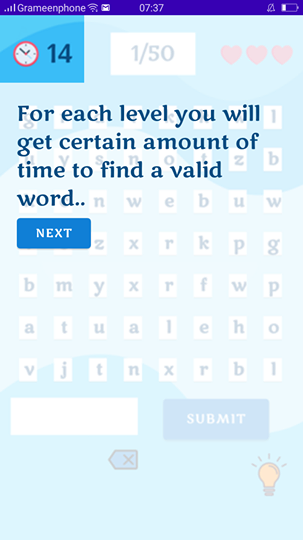 Grameenphone
07:37
14
1/50
For each level you will
get certain amount of
time to find a valid
word..
NEXT
n w e b u w
z x r k p g
b m y x r f w p
a t u a l e h o
v j t n x r b l
SUBMIT